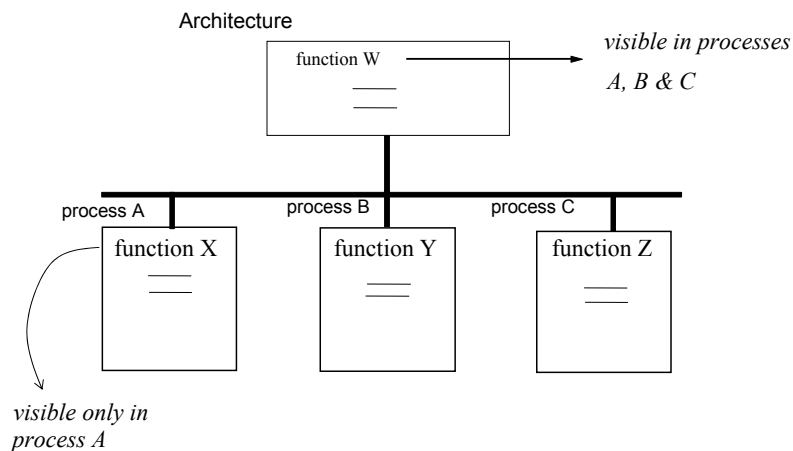 Architecture
function W
visible in processes
A, B & C
process A
process B
process C
function X
function Y
function Z
visible only in
process A